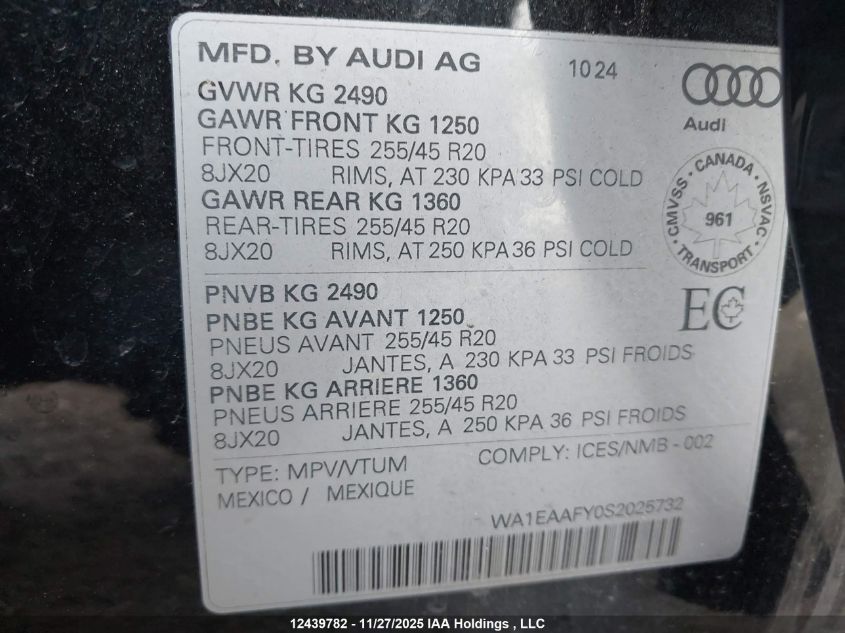 MFD. BY AUDI AG 1024
GVWR KG 2490
GAWR FRONT KG 1250
FRONT-TIRES 255/45 R20
8JX20 RIMS, AT 230 KPA 33 PSI COLD
GAWR REAR KG 1360
REAR-TIRES 255/45 R20
8JX20 RIMS, AT 250 KPA 36 PSI COLD
Audi
CANADA
CMVSS - NSVAC
961
TRANSPORT
EC
PNVB KG 2490
PNBE KG AVANT 1250
PNEUS AVANT 255/45 R20
8JX20 JANTES, A 230 KPA 33 PSI FROIDS
PNBE KG ARRIERE 1360
PNEUS ARRIERE 255/45 R20
8JX20 JANTES, A 250 KPA 36 PSI FROIDS
TYPE: MPV/VTUM COMPLY: ICES/NMB - 002
MEXICO / MEXIQUE
WA1EAAFY0S2025732
12439782 - 11/27/2025 IAA Holdings , LLC